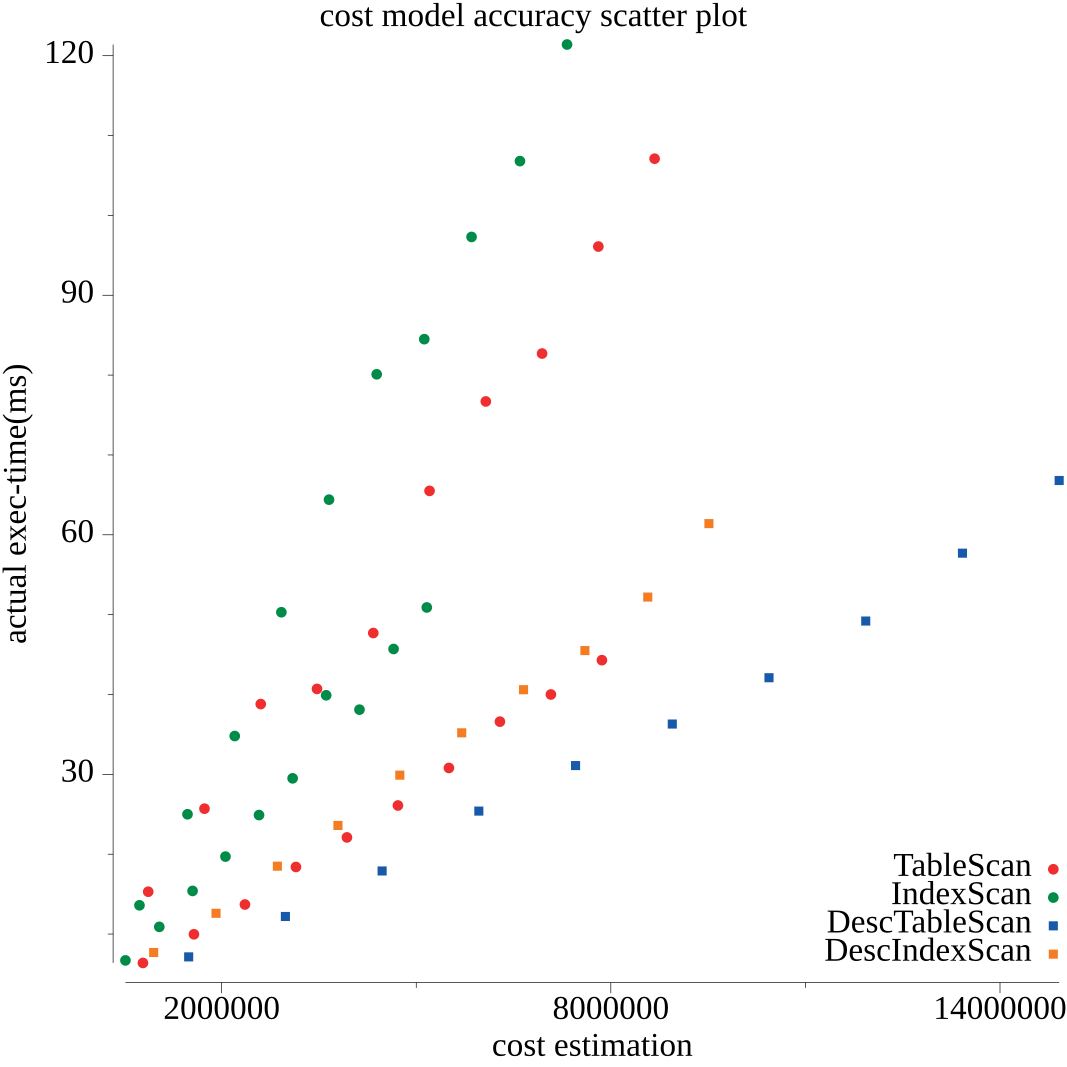 cost model accuracy scatter plot
120
90
60
30
actual exec-time(ms)
TableScan
IndexScan
DescTableScan
DescIndexScan
2000000 8000000 14000000
cost estimation